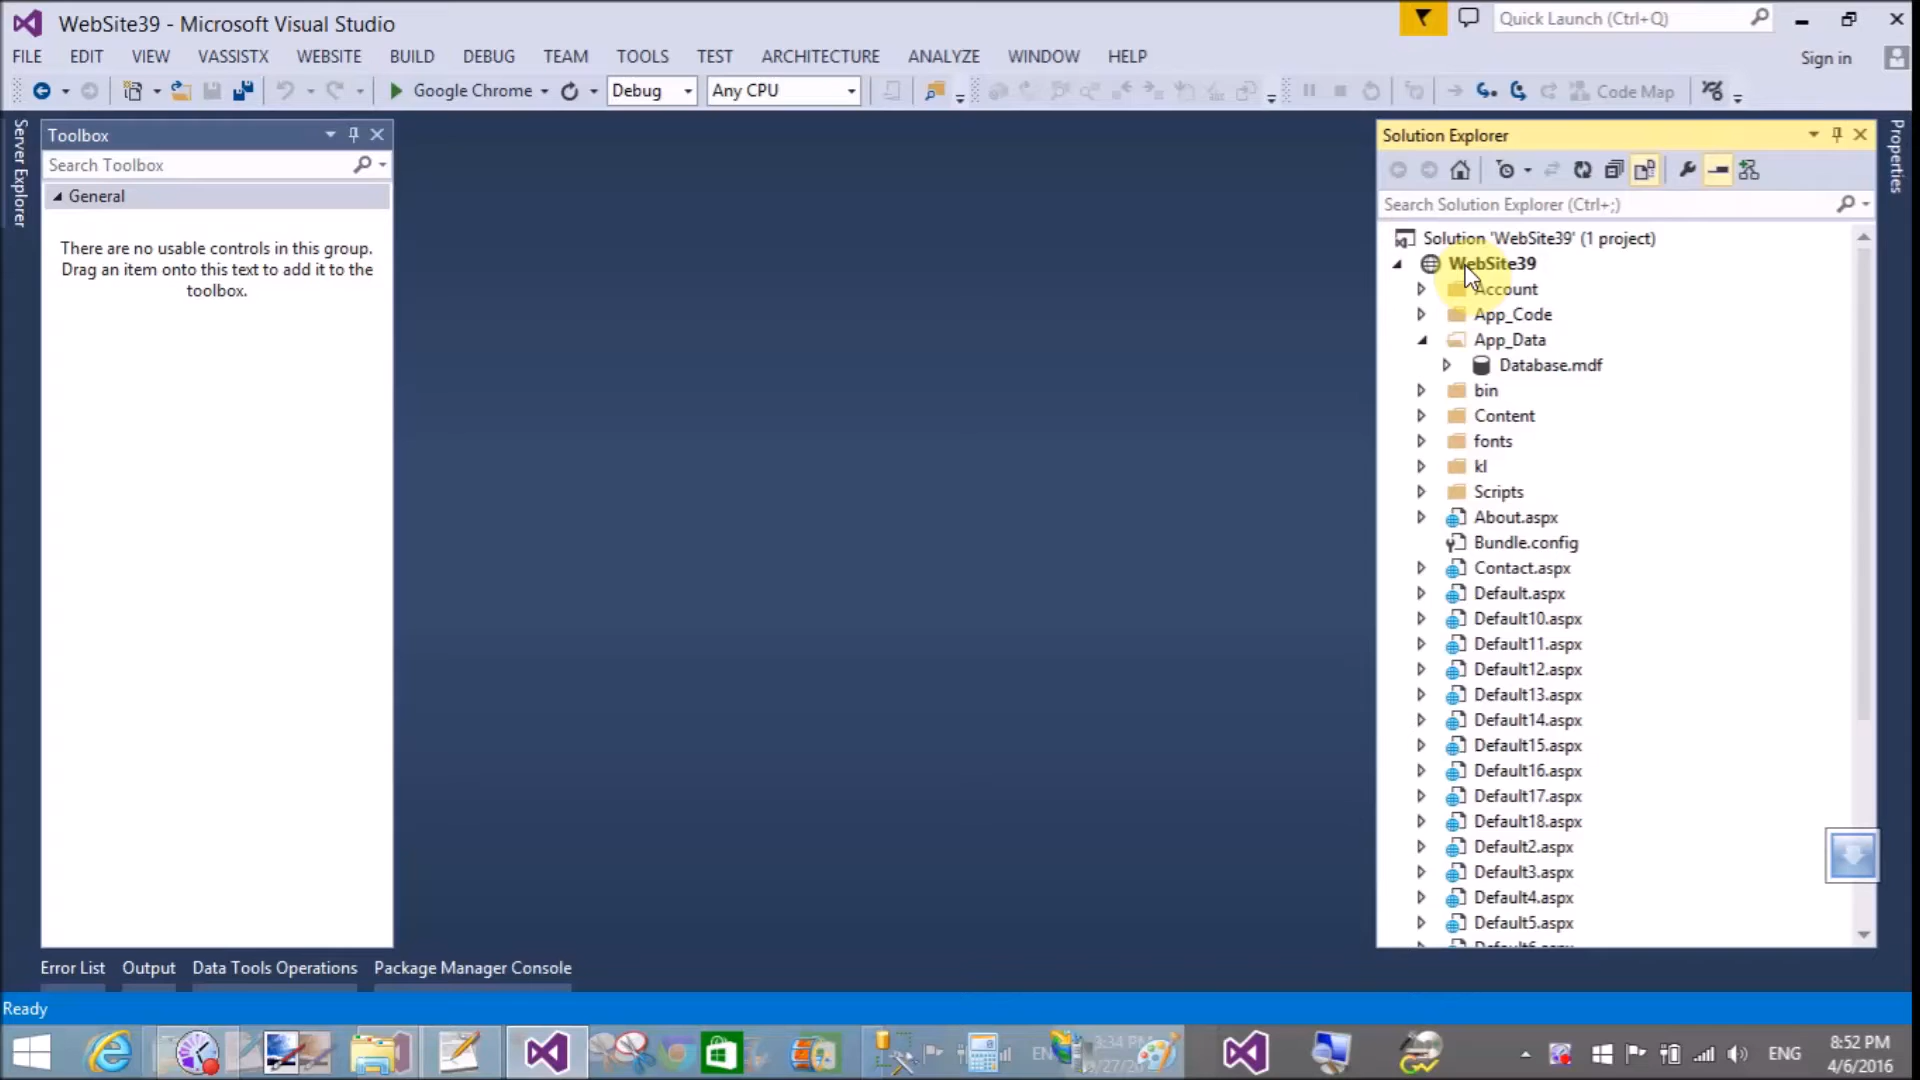 WebSite39 - Microsoft Visual Studio
Quick Launch (Ctrl+Q)
FILE EDIT VIEW VASSISTX WEBSITE BUILD DEBUG TEAM TOOLS TEST ARCHITECTURE ANALYZE WINDOW HELP
Sign in
Google Chrome Debug Any CPU Code Map
Server Explorer
Toolbox
Search Toolbox
General
There are no usable controls in this group.
Drag an item onto this text to add it to the
toolbox.
Solution Explorer
Properties
Search Solution Explorer (Ctrl+;)
Solution 'WebSite39' (1 project)
WebSite39
Account
App_Code
App_Data
Database.mdf
bin
Content
fonts
kl
Scripts
About.aspx
Bundle.config
Contact.aspx
Default.aspx
Default10.aspx
Default11.aspx
Default12.aspx
Default13.aspx
Default14.aspx
Default15.aspx
Default16.aspx
Default17.aspx
Default18.aspx
Default2.aspx
Default3.aspx
Default4.aspx
Default5.aspx
Error List Output Data Tools Operations Package Manager Console
Ready
EN
3:34 PM
ENG
8:52 PM
4/6/2016